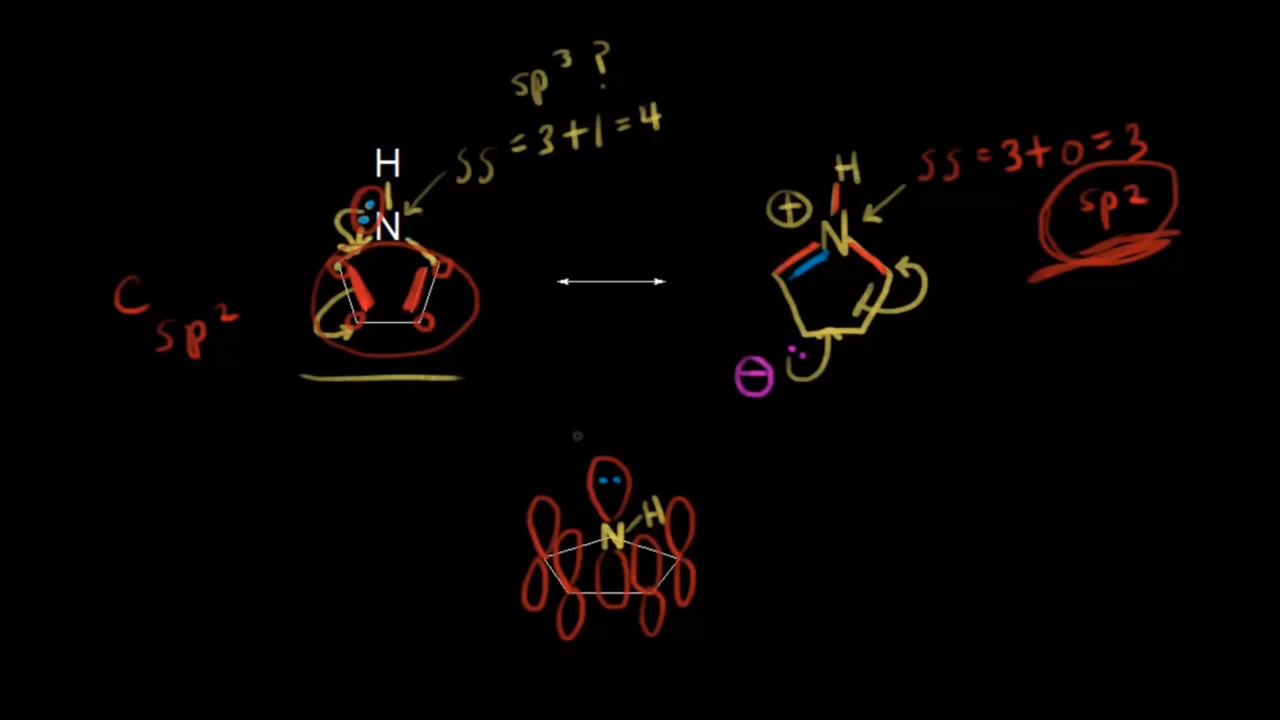 sp³ ?
SS = 3 + 1 = 4
H
N
C sp²
H
⊕
N
SS = 3 + 0 = 3
sp²
⊖
N H